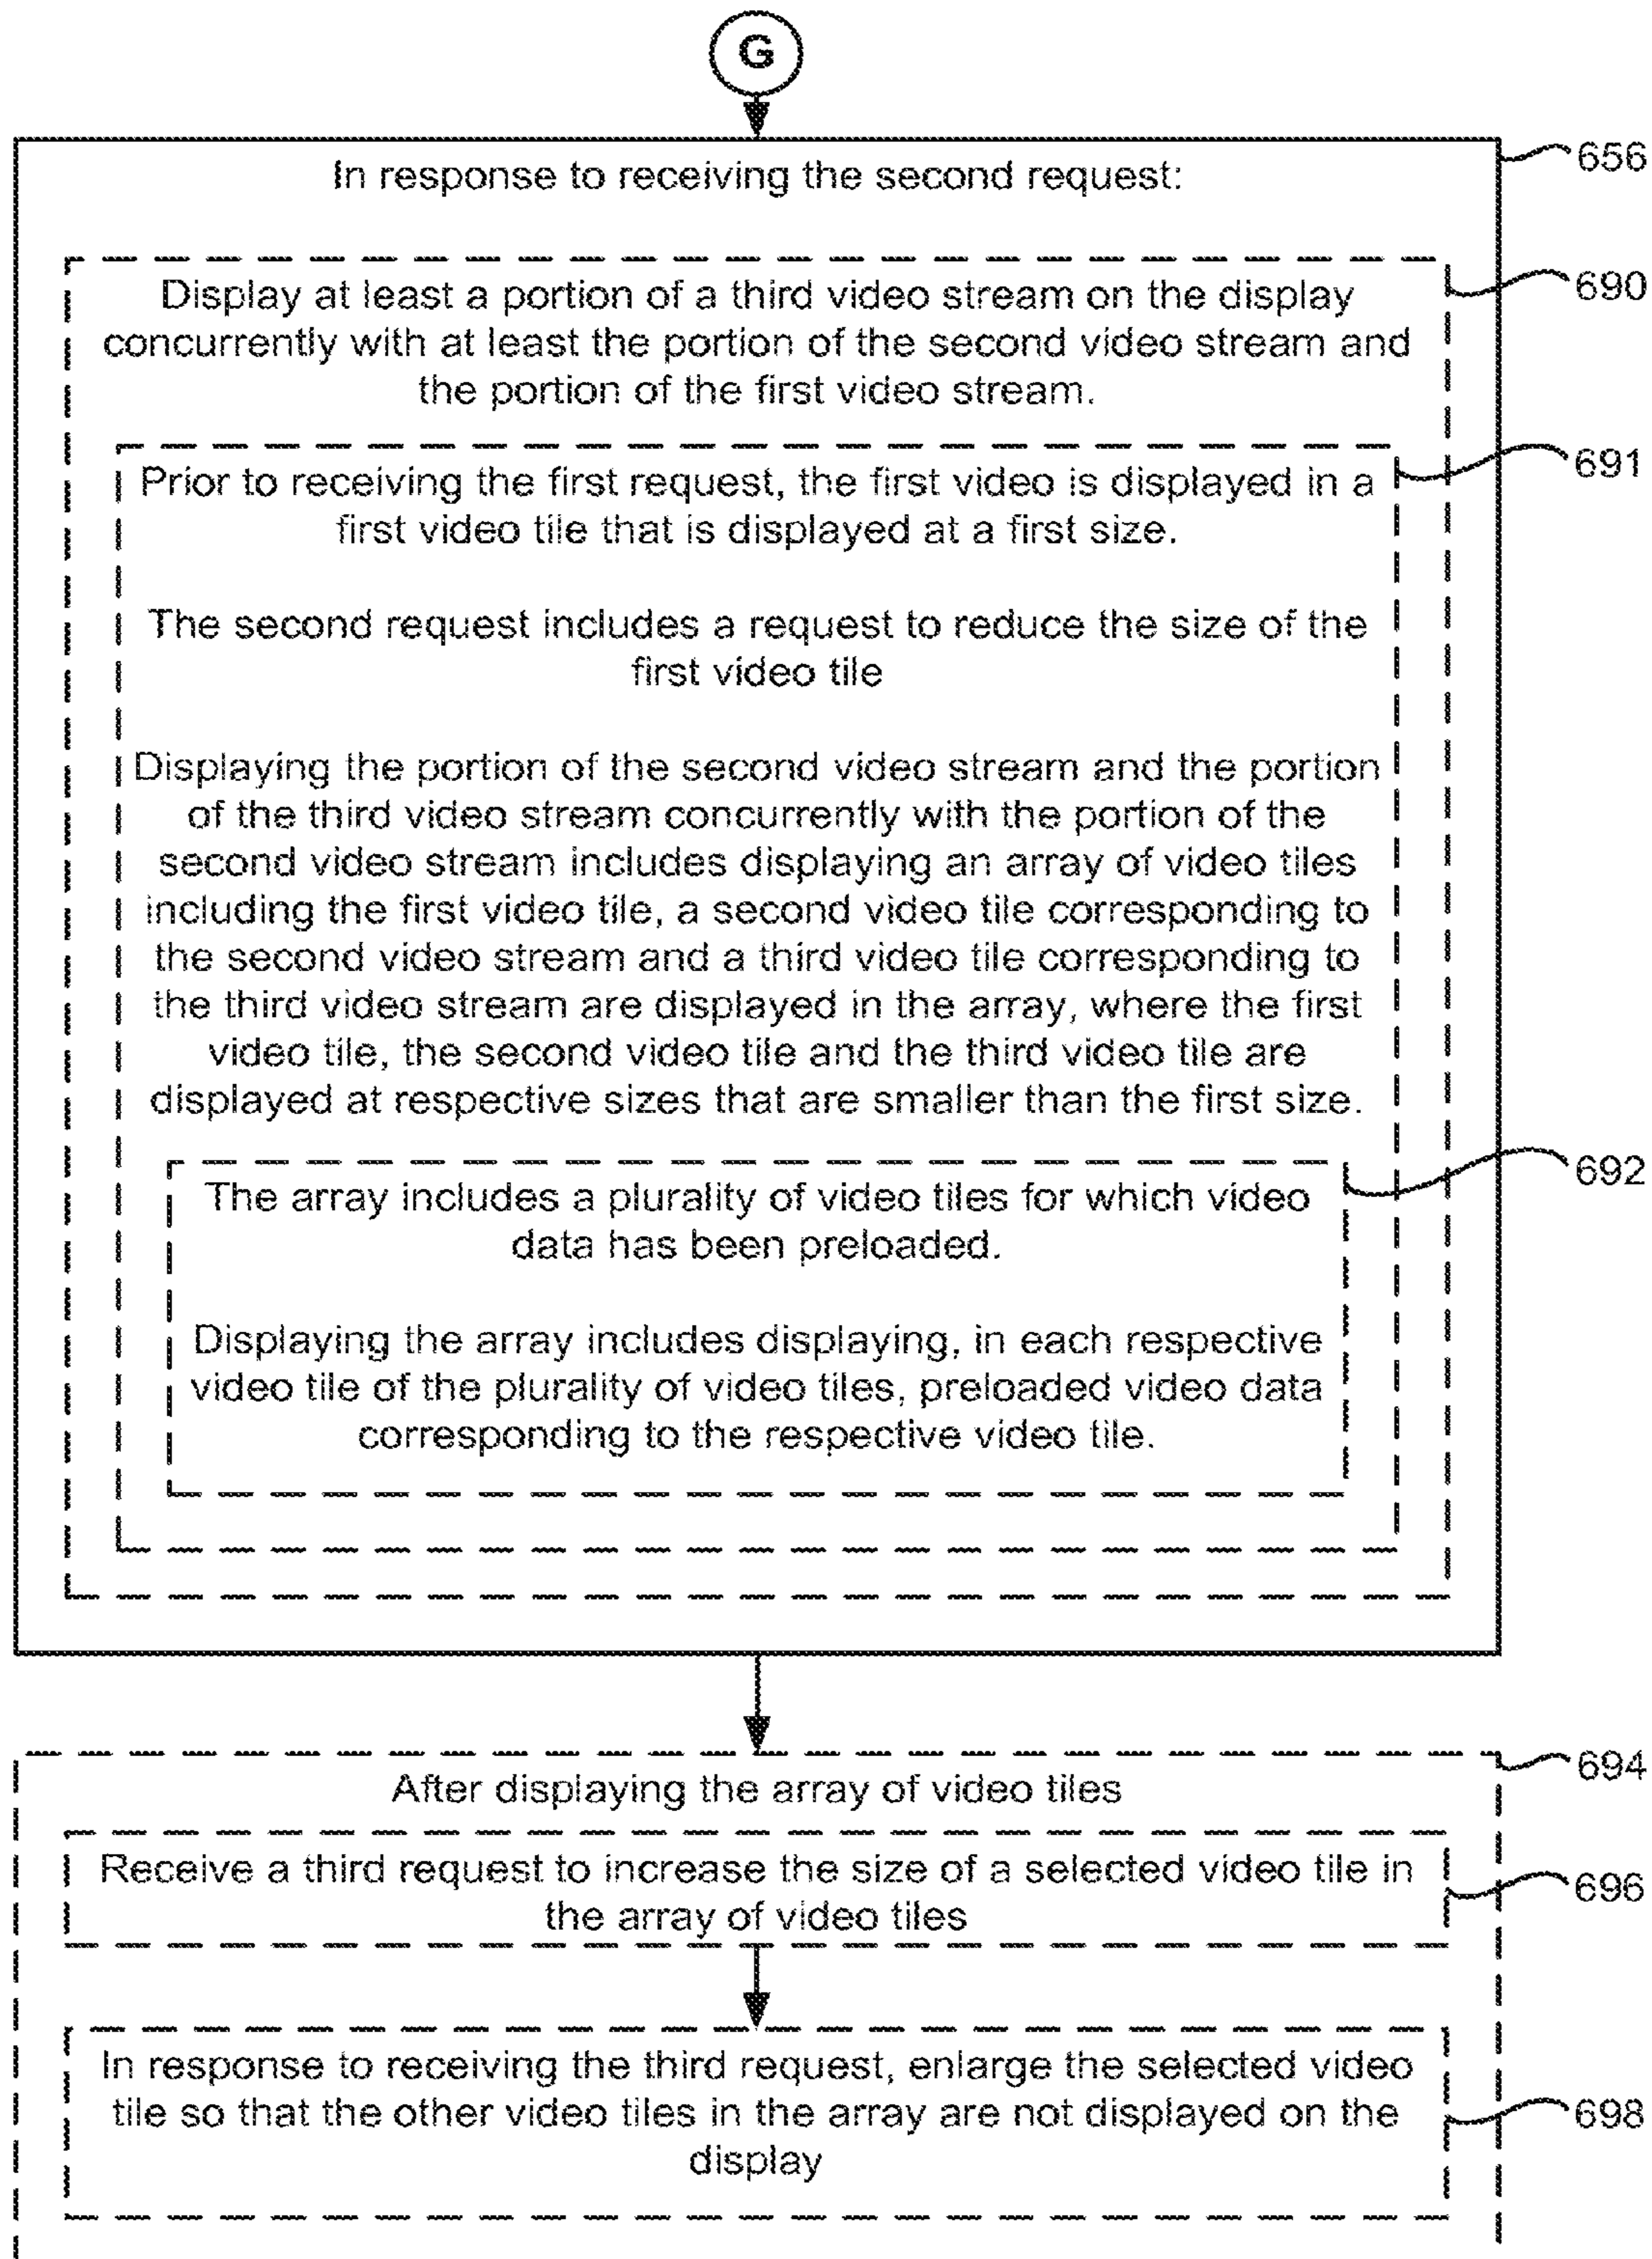 G
656
In response to receiving the second request:
690
Display at least a portion of a third video stream on the display
concurrently with at least the portion of the second video stream and
the portion of the first video stream.
691
Prior to receiving the first request, the first video is displayed in a
first video tile that is displayed at a first size.
The second request includes a request to reduce the size of the
first video tile
Displaying the portion of the second video stream and the portion
of the third video stream concurrently with the portion of the
second video stream includes displaying an array of video tiles
including the first video tile, a second video tile corresponding to
the second video stream and a third video tile corresponding to
the third video stream are displayed in the array, where the first
video tile, the second video tile and the third video tile are
displayed at respective sizes that are smaller than the first size.
692
The array includes a plurality of video tiles for which video
data has been preloaded.
Displaying the array includes displaying, in each respective
video tile of the plurality of video tiles, preloaded video data
corresponding to the respective video tile.
694
After displaying the array of video tiles
Receive a third request to increase the size of a selected video tile in
the array of video tiles
696
In response to receiving the third request, enlarge the selected video
tile so that the other video tiles in the array are not displayed on the
display
698